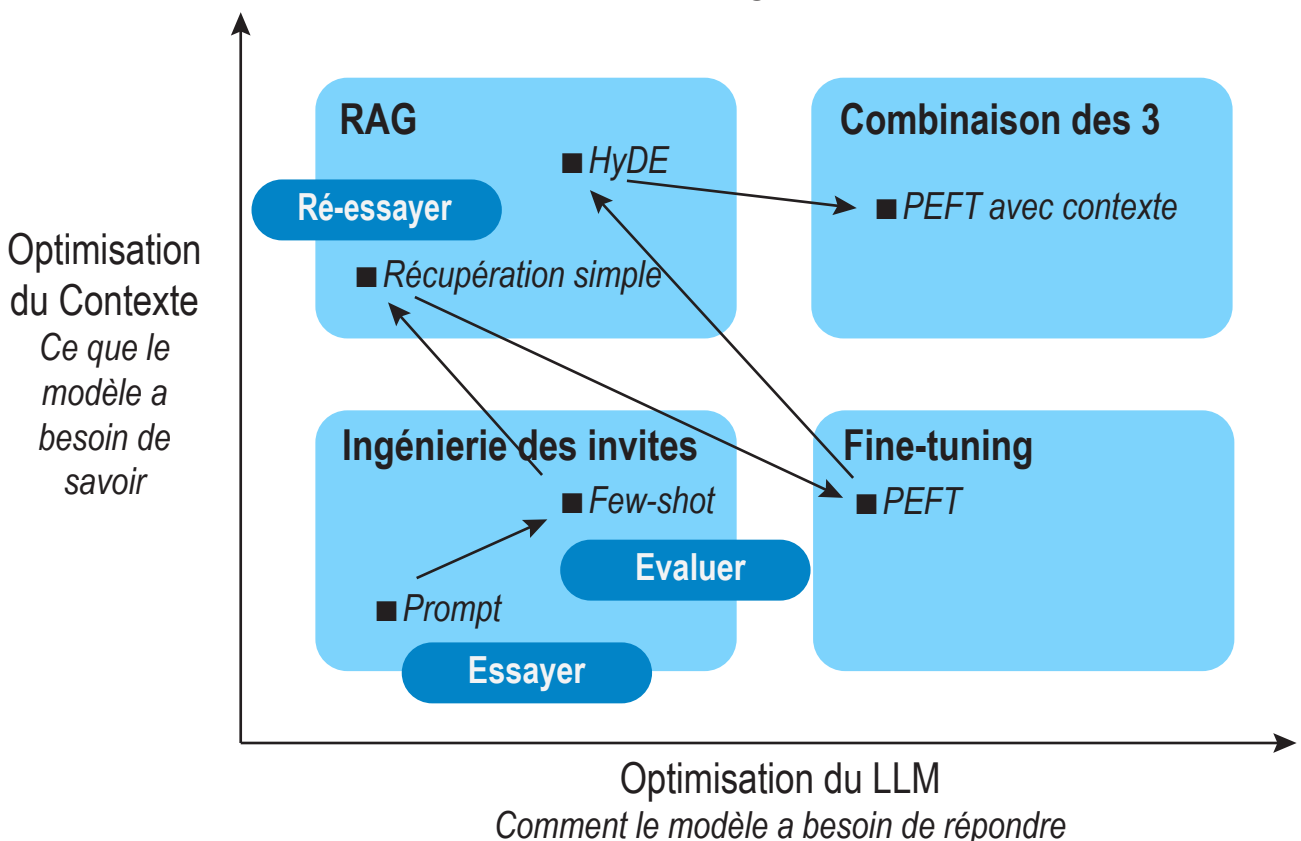 RAG
Combinaison des 3
■ HyDE
Ré-essayer
■ PEFT avec contexte
■ Récupération simple
Optimisation
du Contexte
Ce que le
modèle a
besoin de
savoir
Ingénierie des invites
Fine-tuning
■ Few-shot
■ PEFT
Evaluer
■ Prompt
Essayer
Optimisation du LLM
Comment le modèle a besoin de répondre